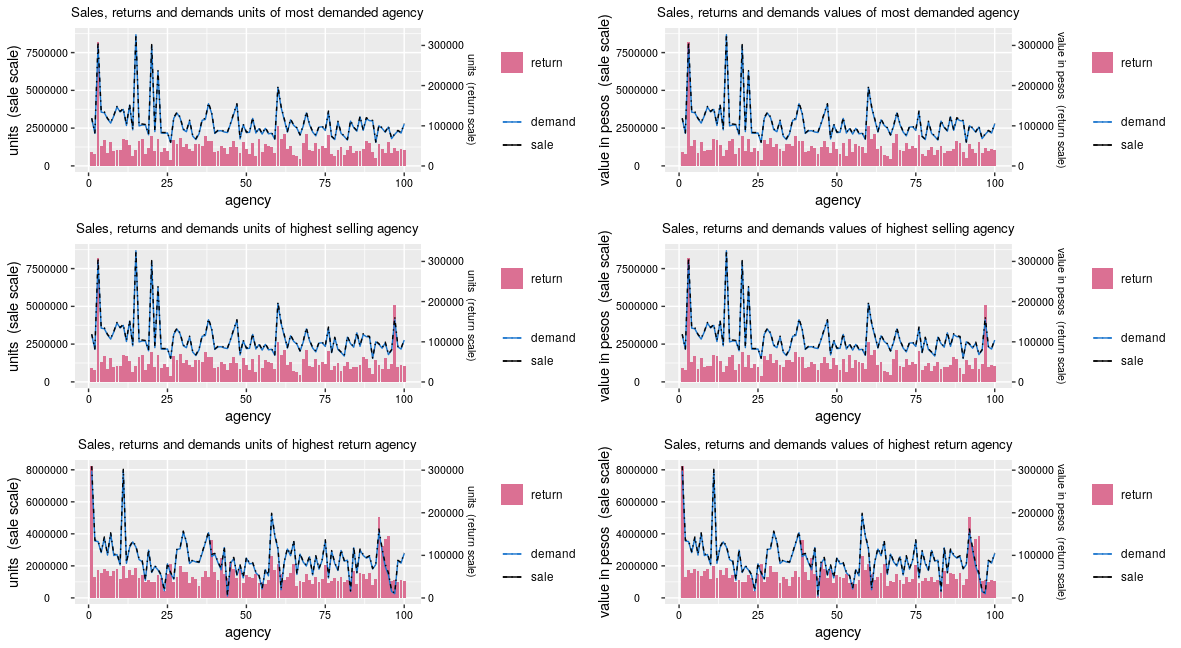 Sales, returns and demands units of most demanded agency
units  (sale scale)
7500000
5000000
2500000
0
300000
200000
100000
0
units  (return scale)
0 25 50 75 100
agency
return
demand
sale
Sales, returns and demands values of most demanded agency
value in pesos  (sale scale)
7500000
5000000
2500000
0
300000
200000
100000
0
value in pesos  (return scale)
0 25 50 75 100
agency
return
demand
sale
Sales, returns and demands units of highest selling agency
units  (sale scale)
7500000
5000000
2500000
0
300000
200000
100000
0
units  (return scale)
0 25 50 75 100
agency
return
demand
sale
Sales, returns and demands values of highest selling agency
value in pesos  (sale scale)
7500000
5000000
2500000
0
300000
200000
100000
0
value in pesos  (return scale)
0 25 50 75 100
agency
return
demand
sale
Sales, returns and demands units of highest return agency
units  (sale scale)
8000000
6000000
4000000
2000000
0
300000
200000
100000
0
units  (return scale)
0 25 50 75 100
agency
return
demand
sale
Sales, returns and demands values of highest return agency
value in pesos  (sale scale)
8000000
6000000
4000000
2000000
0
300000
200000
100000
0
value in pesos  (return scale)
0 25 50 75 100
agency
return
demand
sale